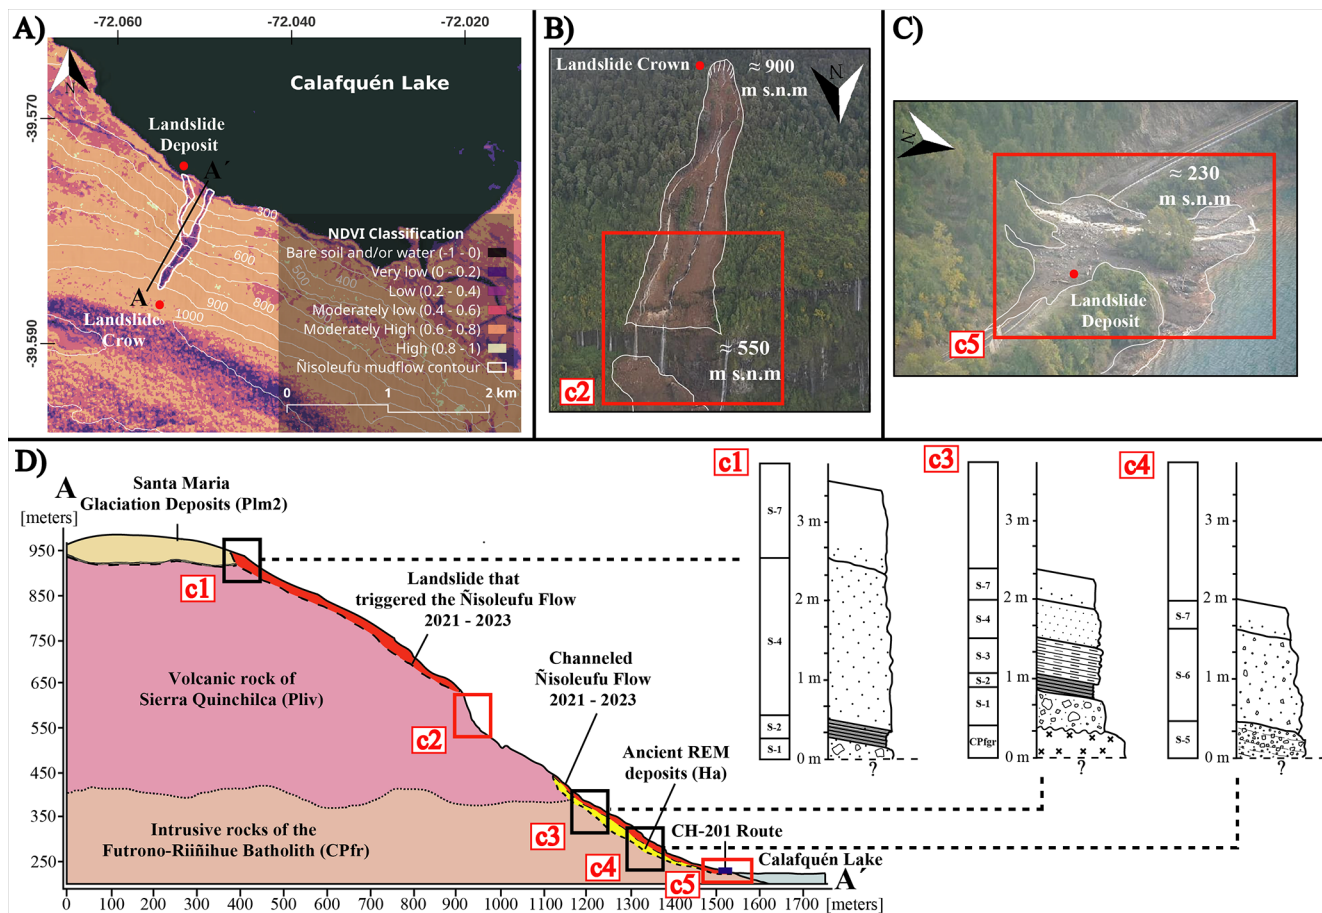 A)
-72.060
-72.040
-72.020
-39.570
-39.590
N
Calafquén Lake
Landslide
Deposit
A´
A
Landslide
Crow
300
600
900
800
1000
500
400
NDVI Classification
Bare soil and/or water (-1 - 0)
Very low (0 - 0.2)
Low (0.2 - 0.4)
Moderately low (0.4 - 0.6)
Moderately High (0.6 - 0.8)
High (0.8 - 1)
Ñisoleufu mudflow contour
0 1 2 km
B)
Landslide Crown
≈ 900
m s.n.m
N
≈ 550
m s.n.m
c2
C)
N
≈ 230
m s.n.m
Landslide
Deposit
c5
D)
A
[meters]
950
850
750
650
550
450
350
250
Santa Maria
Glaciation Deposits (Plm2)
c1
Landslide that
triggered the Ñisoleufu Flow
2021 - 2023
Volcanic rock of
Sierra Quinchilca (Pliv)
c2
Channeled
Ñisoleufu Flow
2021 - 2023
Ancient REM
deposits (Ha)
Intrusive rocks of the
Futrono-Riiñihue Batholith (CPfr)
c3
c4
CH-201 Route
c5
Calafquén Lake
A´
0 100 200 300 400 500 600 700 800 900 1000 1100 1200 1300 1400 1500 1600 1700 [meters]
c1
S-7
S-4
S-2
S-1
3 m
2 m
1 m
0 m
?
c3
S-7
S-4
S-3
S-2
S-1
CPfgr
3 m
2 m
1 m
0 m
?
c4
S-7
S-6
S-5
3 m
2 m
1 m
0 m
?